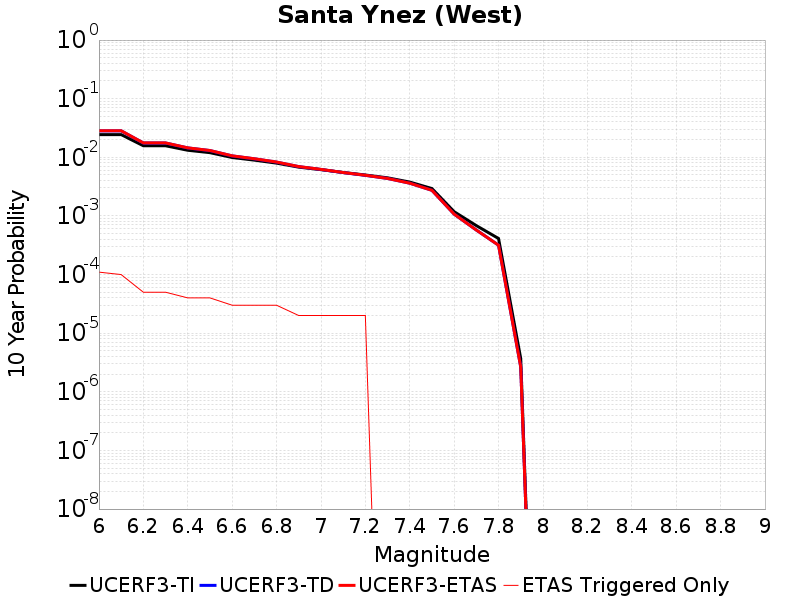 Santa Ynez (West)
10^0
10^-1
10^-2
10^-3
10^-4
10^-5
10^-6
10^-7
10^-8
10 Year Probability
6 6.2 6.4 6.6 6.8 7 7.2 7.4 7.6 7.8 8 8.2 8.4 8.6 8.8 9
Magnitude
UCERF3-TI UCERF3-TD UCERF3-ETAS ETAS Triggered Only